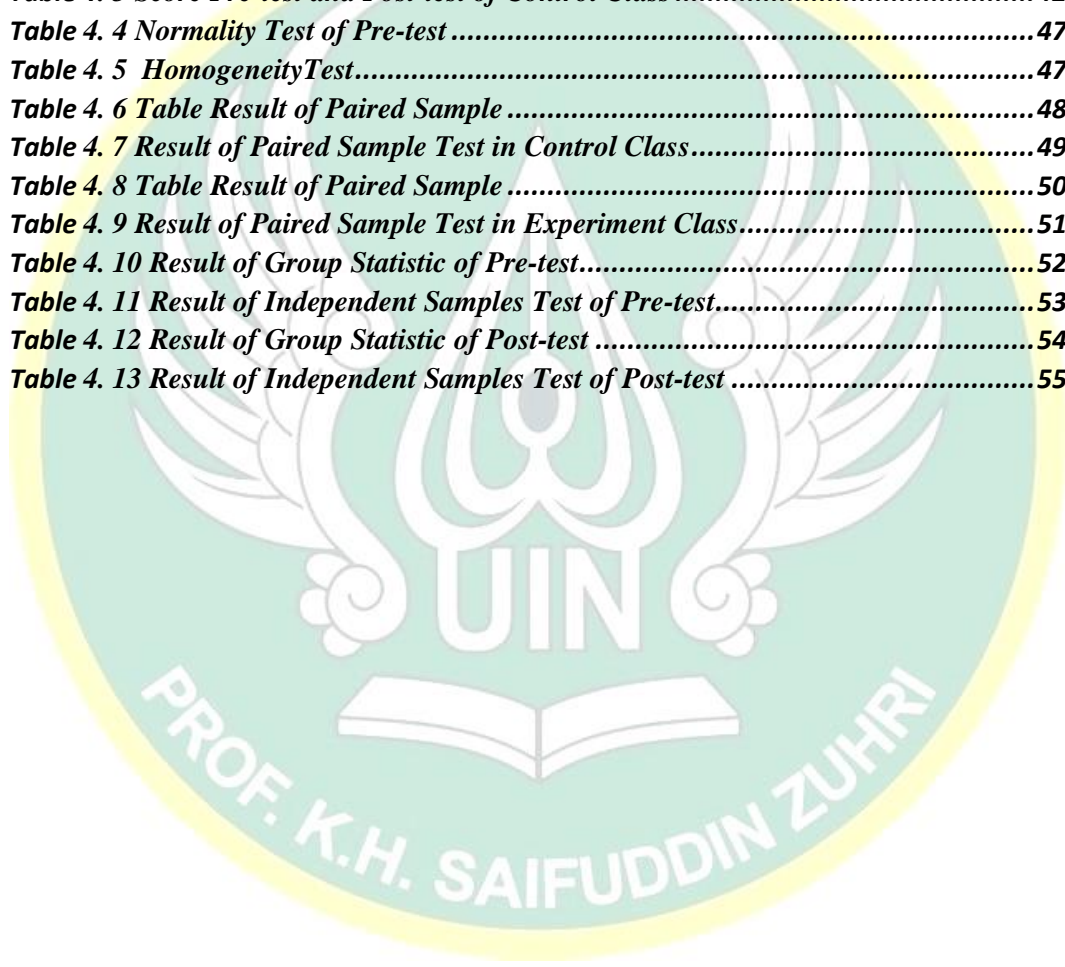 Table 4. 4 Normality Test of Pre-test ........ 47
Table 4. 5 HomogeneityTest ........ 47
Table 4. 6 Table Result of Paired Sample ........ 48
Table 4. 7 Result of Paired Sample Test in Control Class ........ 49
Table 4. 8 Table Result of Paired Sample ........ 50
Table 4. 9 Result of Paired Sample Test in Experiment Class ........ 51
Table 4. 10 Result of Group Statistic of Pre-test ........ 52
Table 4. 11 Result of Independent Samples Test of Pre-test ........ 53
Table 4. 12 Result of Group Statistic of Post-test ........ 54
Table 4. 13 Result of Independent Samples Test of Post-test ........ 55
UIN
PROF. K.H. SAIFUDDIN ZUHRI